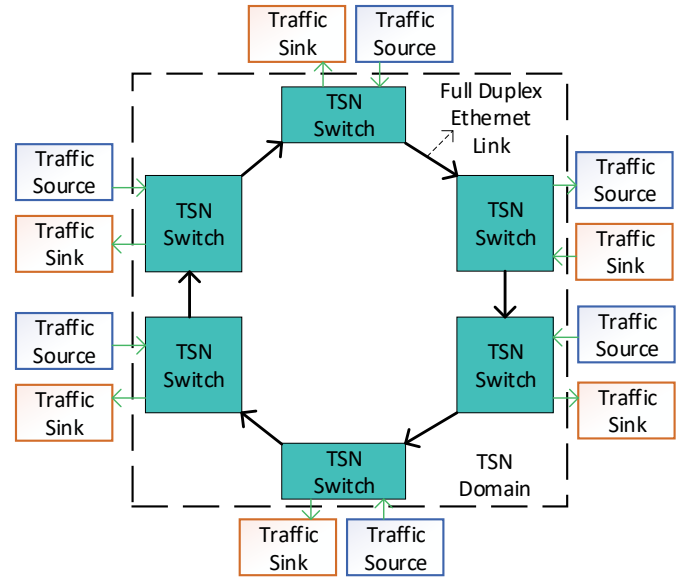 Traffic
Sink
Traffic
Source
TSN
Switch
Full Duplex
Ethernet
Link
Traffic
Source
TSN
Switch
Traffic
Source
TSN
Switch
Traffic
Sink
Traffic
Sink
Traffic
Source
TSN
Switch
Traffic
Source
TSN
Switch
Traffic
Sink
Traffic
Sink
TSN
Switch
TSN
Domain
Traffic
Sink
Traffic
Source